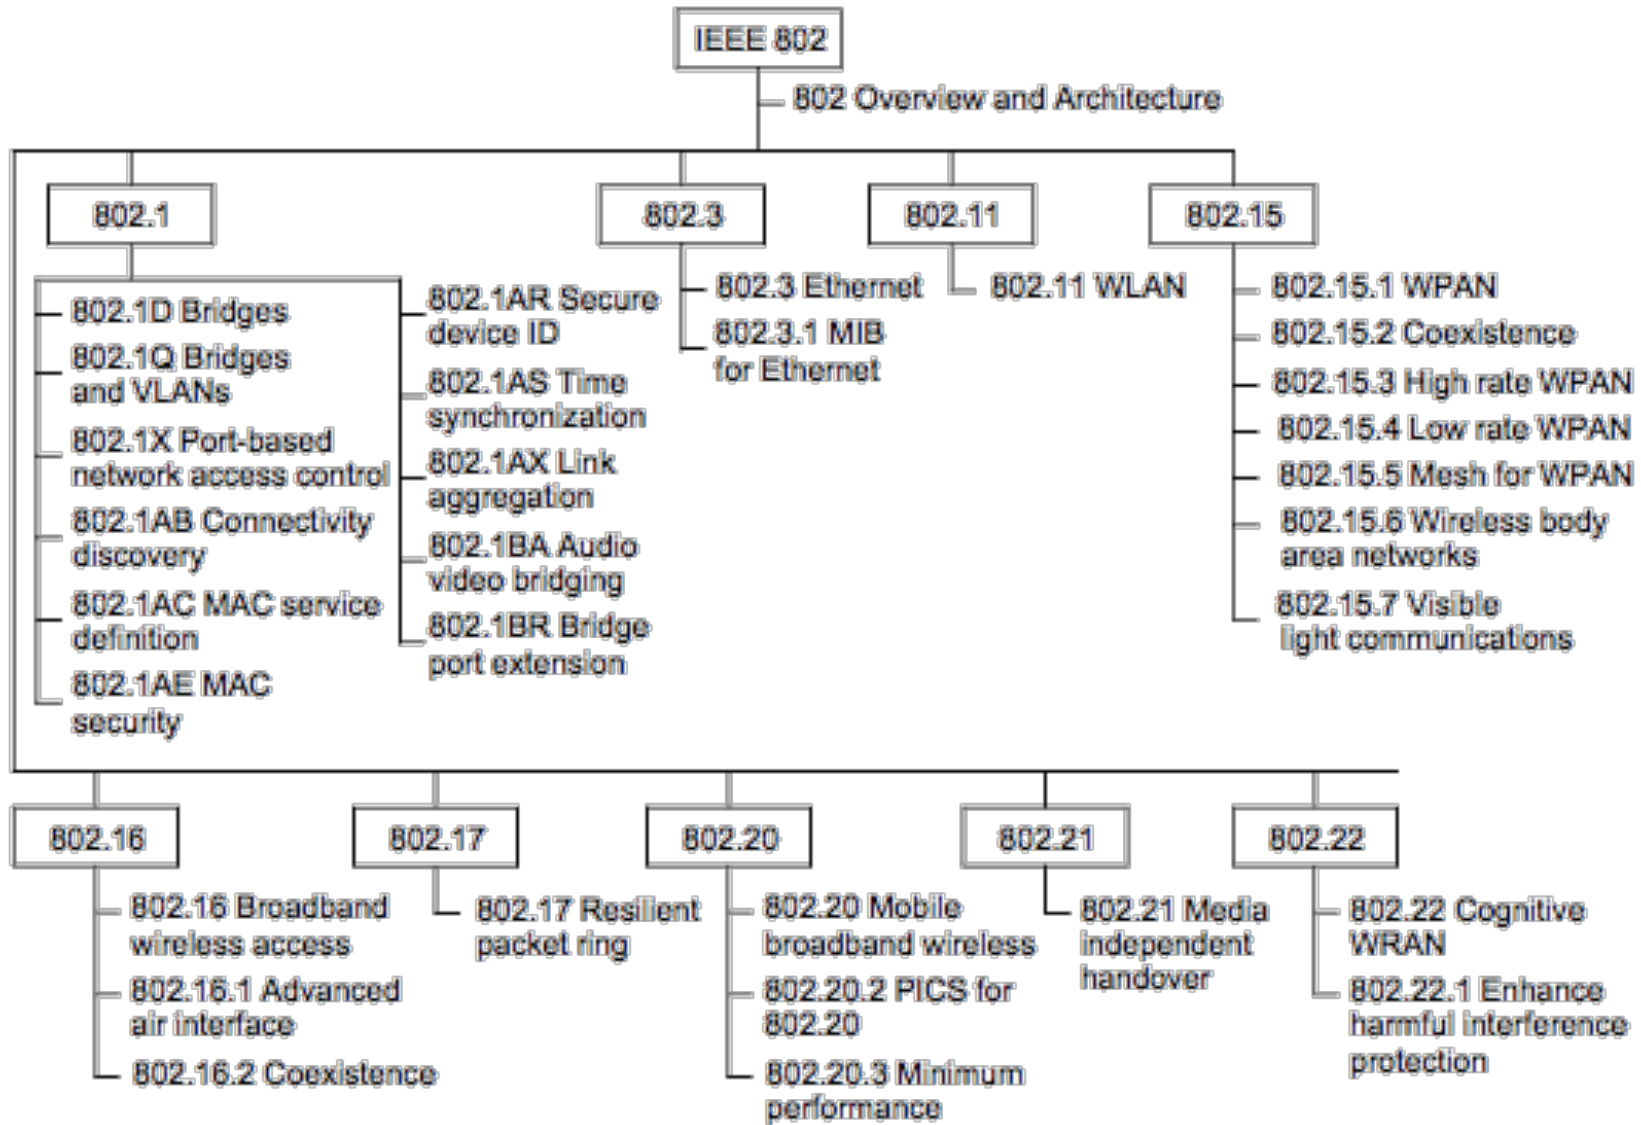 IEEE 802
802 Overview and Architecture
802.1
802.1D Bridges
802.1Q Bridges
and VLANs
802.1X Port-based
network access control
802.1AB Connectivity
discovery
802.1AC MAC service
definition
802.1AE MAC
security
802.1AR Secure
device ID
802.1AS Time
synchronization
802.1AX Link
aggregation
802.1BA Audio
video bridging
802.1BR Bridge
port extension
802.3
802.3 Ethernet
802.3.1 MIB
for Ethernet
802.11
802.11 WLAN
802.15
802.15.1 WPAN
802.15.2 Coexistence
802.15.3 High rate WPAN
802.15.4 Low rate WPAN
802.15.5 Mesh for WPAN
802.15.6 Wireless body
area networks
802.15.7 Visible
light communications
802.16
802.16 Broadband
wireless access
802.16.1 Advanced
air interface
802.16.2 Coexistence
802.17
802.17 Resilient
packet ring
802.20
802.20 Mobile
broadband wireless
802.20.2 PICS for
802.20
802.20.3 Minimum
performance
802.21
802.21 Media
independent
handover
802.22
802.22 Cognitive
WRAN
802.22.1 Enhance
harmful interference
protection